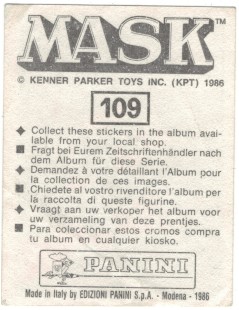 MASK™
© KENNER PARKER TOYS INC. (KPT) 1986
109
◆ Collect these stickers in the album avai-
lable from your local shop.
■ Fragt bei Eurem Zeitschriftenhändler nach
dem Album für diese Serie.
◆ Demandez à votre détaillant l'Album pour
la collection de ces images.
■ Chiedete al vostro rivenditore l'album per
la raccolta di queste figurine.
◆ Vraagt aan uw verkoper het album voor
uw verzameling van deze prentjes.
■ Para coleccionar estos cromos compra
tu album en cualquier kiosko.
PANINI
Made in Italy by EDIZIONI PANINI S.p.A. - Modena - 1986